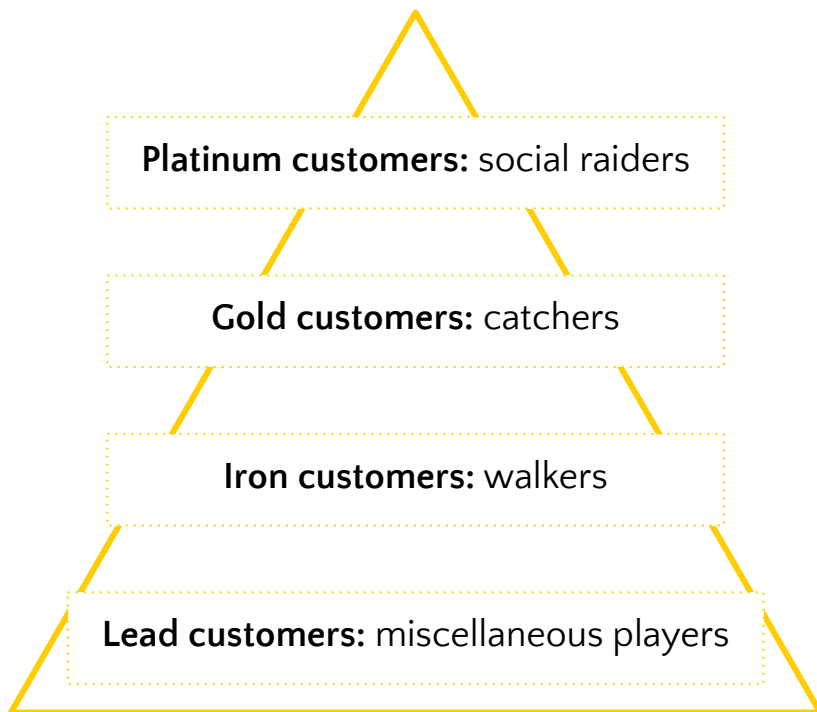 Platinum customers: social raiders
Gold customers: catchers
Iron customers: walkers
Lead customers: miscellaneous players